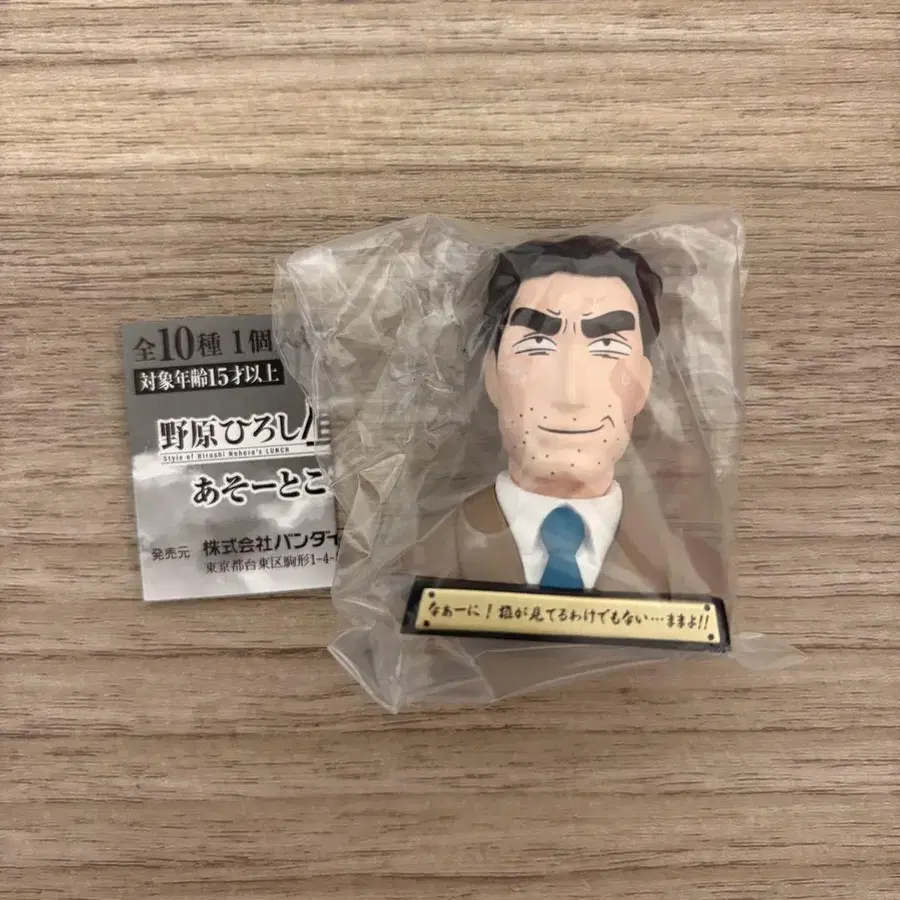 全10種 1個
対象年齢15才以上
野原ひろし
Style of Hiroshi Nohara's LUNCH
あそーとこ
発売元 株式会社バンダイ
東京都台東区駒形1-4-
なぁーに！誰が見てるわけでもない…ままよ!!